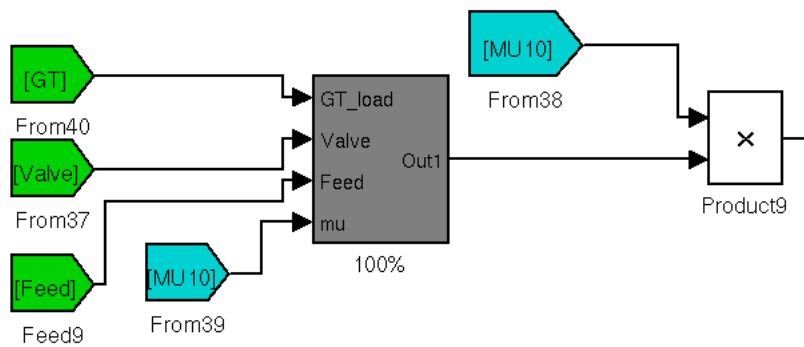 [GT]
From40
[Valve]
From37
[Feed]
Feed9
[MU10]
From39
GT_load
Valve
Feed
mu
Out1
100%
[MU10]
From38
×
Product9